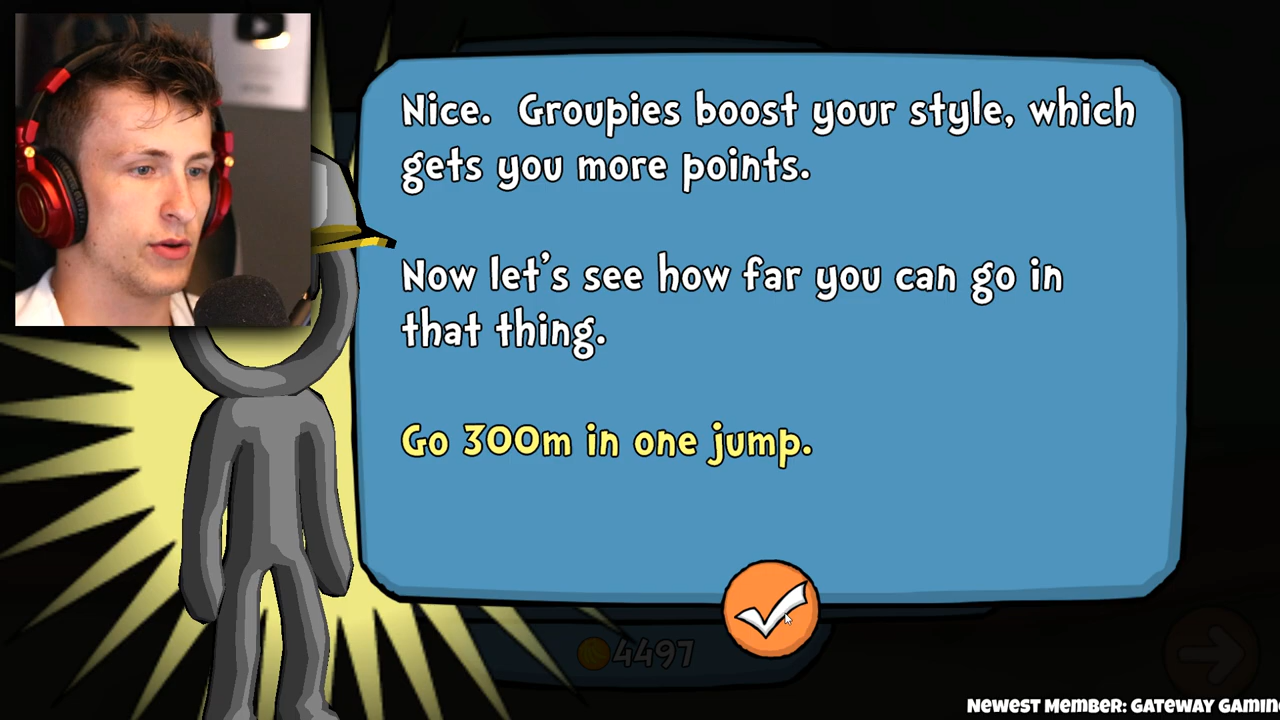 Nice. Groupies boost your style, which
gets you more points.
Now let's see how far you can go in
that thing.
Go 300m in one jump.
4497
Newest Member: Gateway Gaming